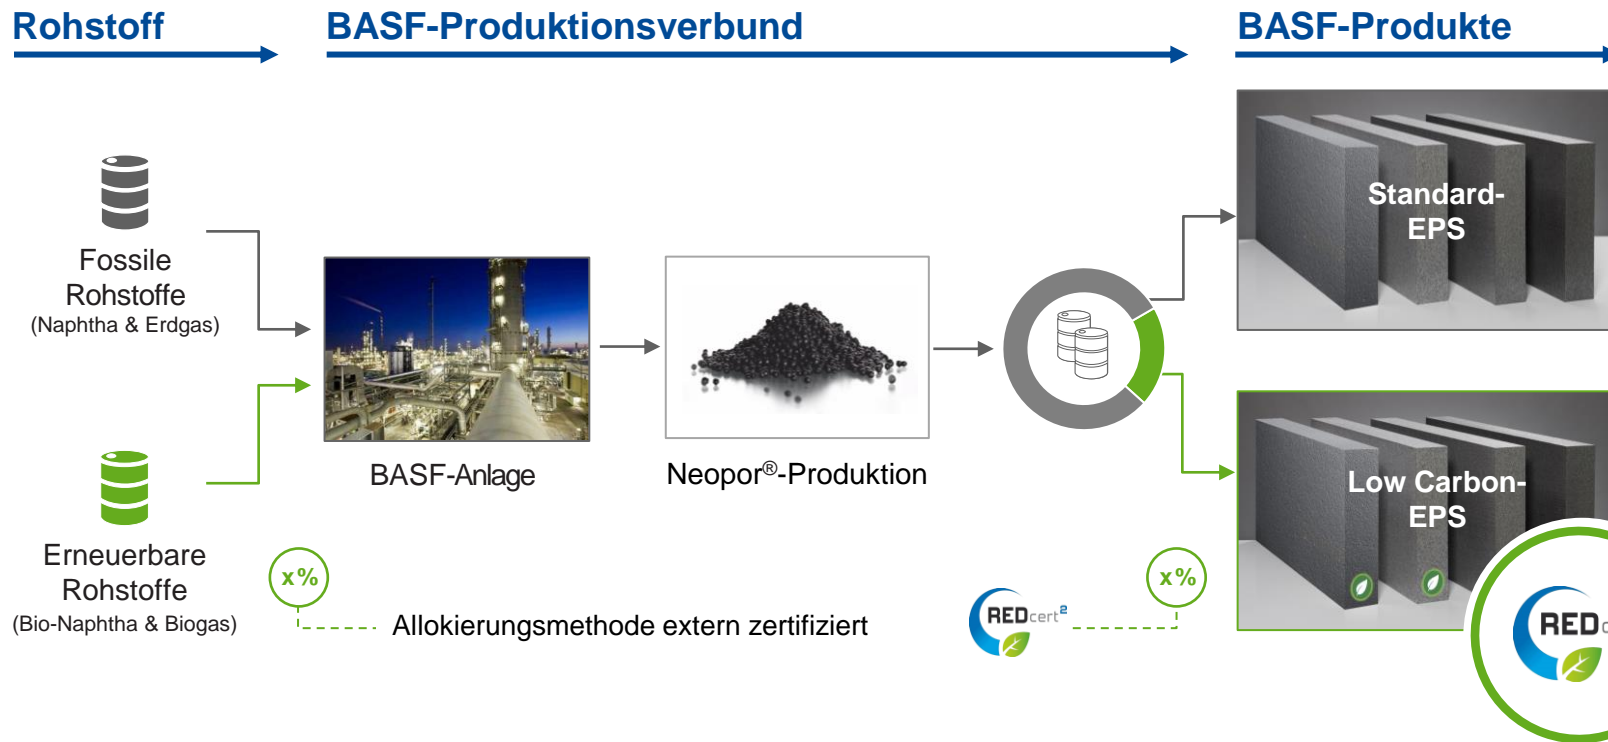 Rohstoff
BASF-Produktionsverbund
BASF-Produkte
Fossile
Rohstoffe
(Naphtha & Erdgas)
Erneuerbare
Rohstoffe
(Bio-Naphtha & Biogas)
BASF-Anlage
Neopor®-Produktion
Standard-
EPS
Low Carbon-
EPS
x%
Allokierungsmethode extern zertifiziert
REDcert²
x%
REDc